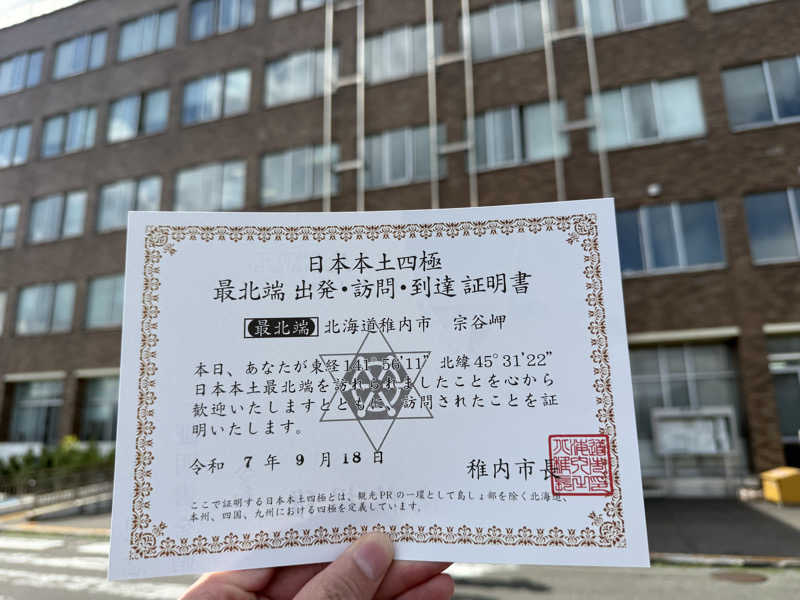 日本本土四極
最北端 出発・訪問・到達 証明書
最北端 北海道稚内市 宗谷岬
本日、あなたが東経141°56'11” 北緯45°31'22”
日本本土最北端を訪れられましたことを心から
歓迎いたしますとともに、訪問されたことを証
明いたします。
令和 7 年 9 月 18 日
稚内市長
ここで証明する日本本土四極とは、観光PRの一環として島しょ部を除く北海道、
本州、四国、九州における四極を定義しています。